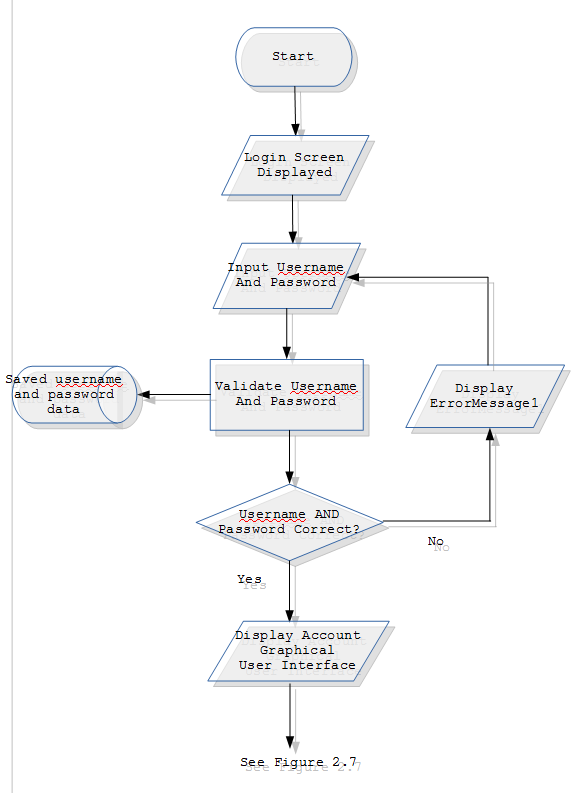 Start
Login Screen
Displayed
Input Username
And Password
Validate Username
And Password
Saved username
and password
data
Display
ErrorMessage1
Username AND
Password Correct?
No
Yes
Display Account
Graphical
User Interface
See Figure 2.7